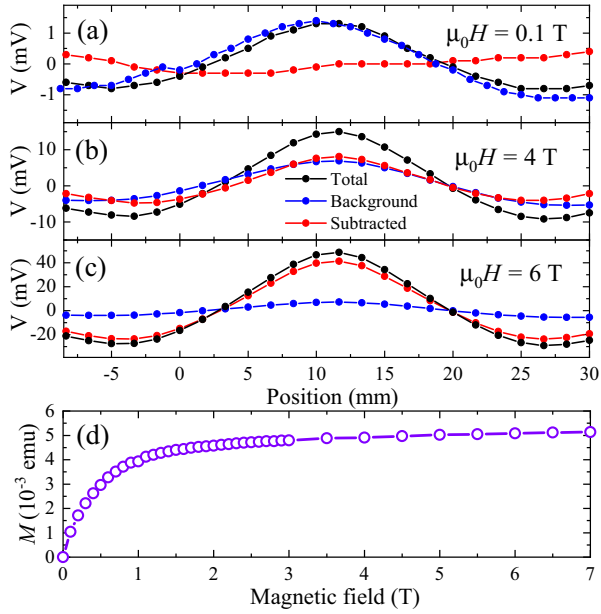 (a)
μ₀H = 0.1 T
V (mV)
1
0
-1
(b)
μ₀H = 4 T
V (mV)
10
0
-10
Total
Background
Subtracted
(c)
μ₀H = 6 T
V (mV)
40
20
0
-20
-5 0 5 10 15 20 25 30
Position (mm)
(d)
M (10⁻³ emu)
6
5
4
3
2
1
0
0 1 2 3 4 5 6 7
Magnetic field (T)